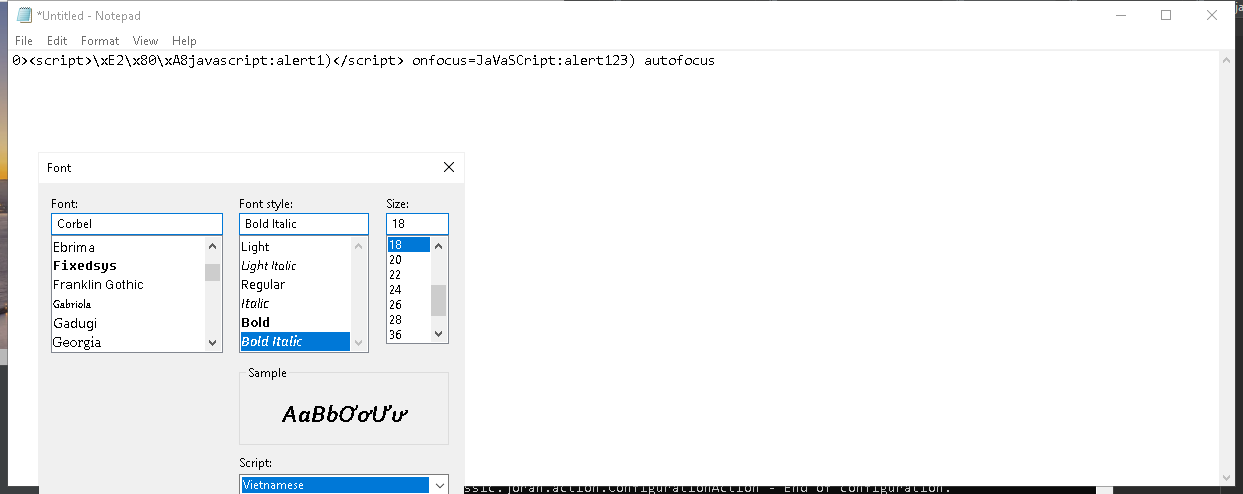 *Untitled - Notepad
File Edit Format View Help
0><script>\xE2\x80\xA8javascript:alert1)</script> onfocus=JaVaSCript:alert123) autofocus
Font
Font: Font style: Size:
Corbel Bold Italic 18
Ebrima Light 18
Fixedsys Light Italic 20
Franklin Gothic Regular 22
Gabriola Italic 24
Gadugi Bold 26
Georgia Bold Italic 28
36
Sample
AaBbƠơƯư
Script:
Vietnamese
ssic.joran.action.ConfigurationAction - End of configuration.